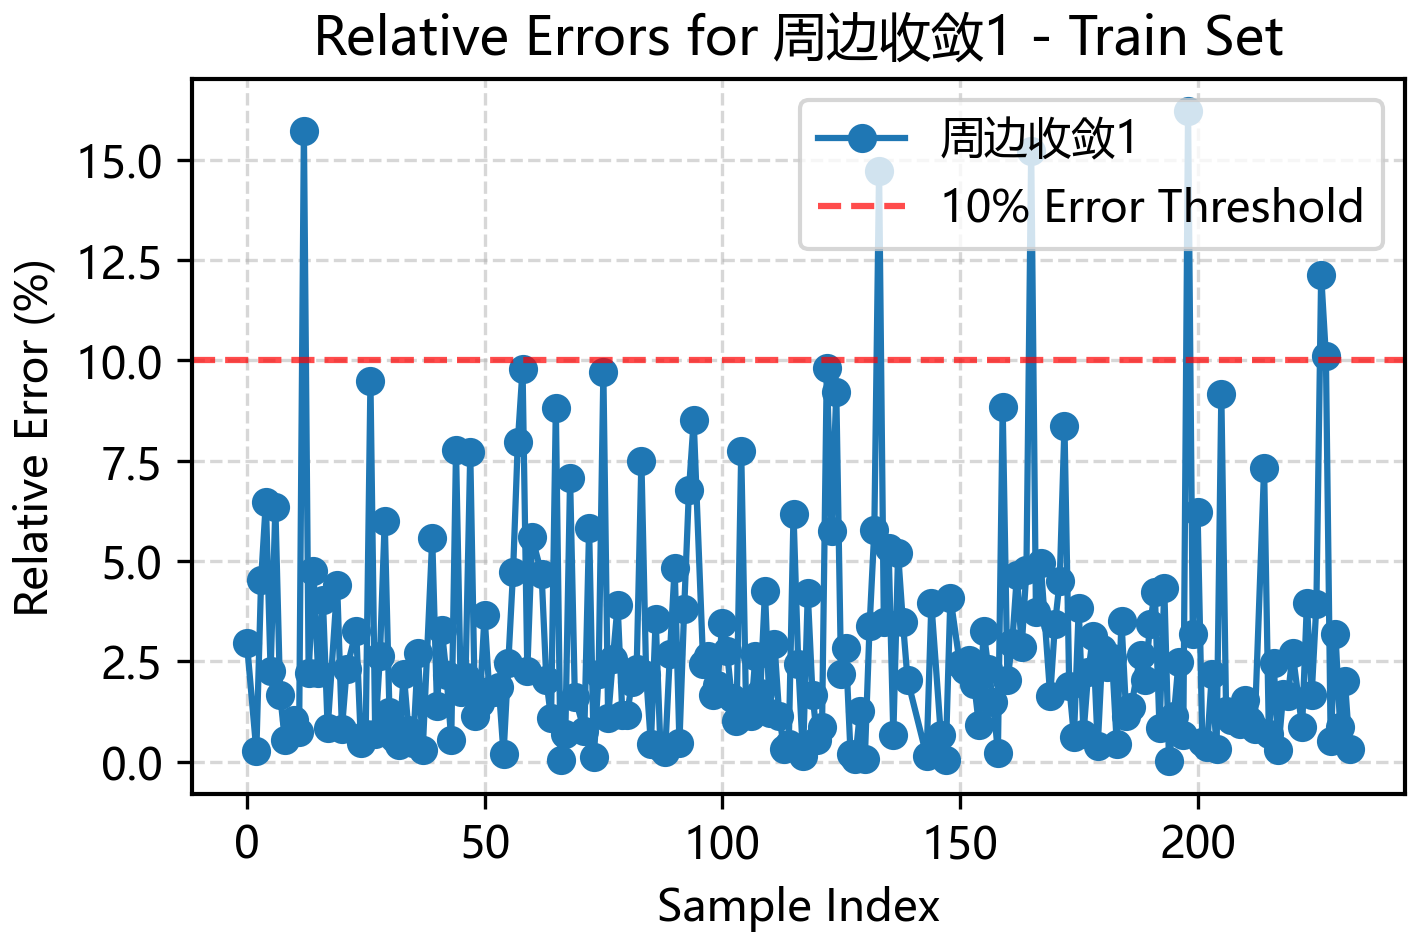 Relative Errors for 周边收敛1 - Train Set
周边收敛1
10% Error Threshold
Relative Error (%)
15.0
12.5
10.0
7.5
5.0
2.5
0.0
0 50 100 150 200
Sample Index